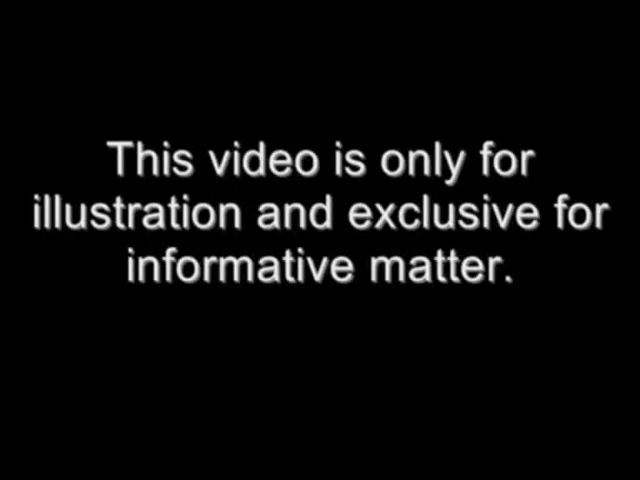 This video is only for
illustration and exclusive for
informative matter.